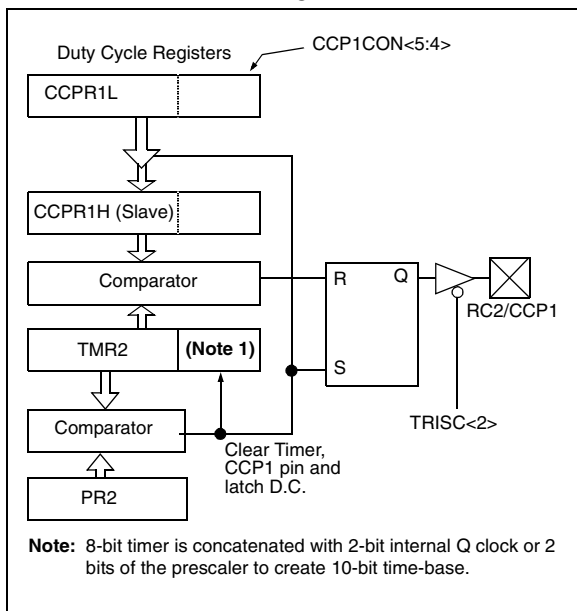 Duty Cycle Registers
CCP1CON<5:4>
CCPR1L
CCPR1H (Slave)
Comparator
R
Q
RC2/CCP1
TMR2
(Note 1)
S
TRISC<2>
Comparator
Clear Timer,
CCP1 pin and
latch D.C.
PR2
Note: 8-bit timer is concatenated with 2-bit internal Q clock or 2
bits of the prescaler to create 10-bit time-base.